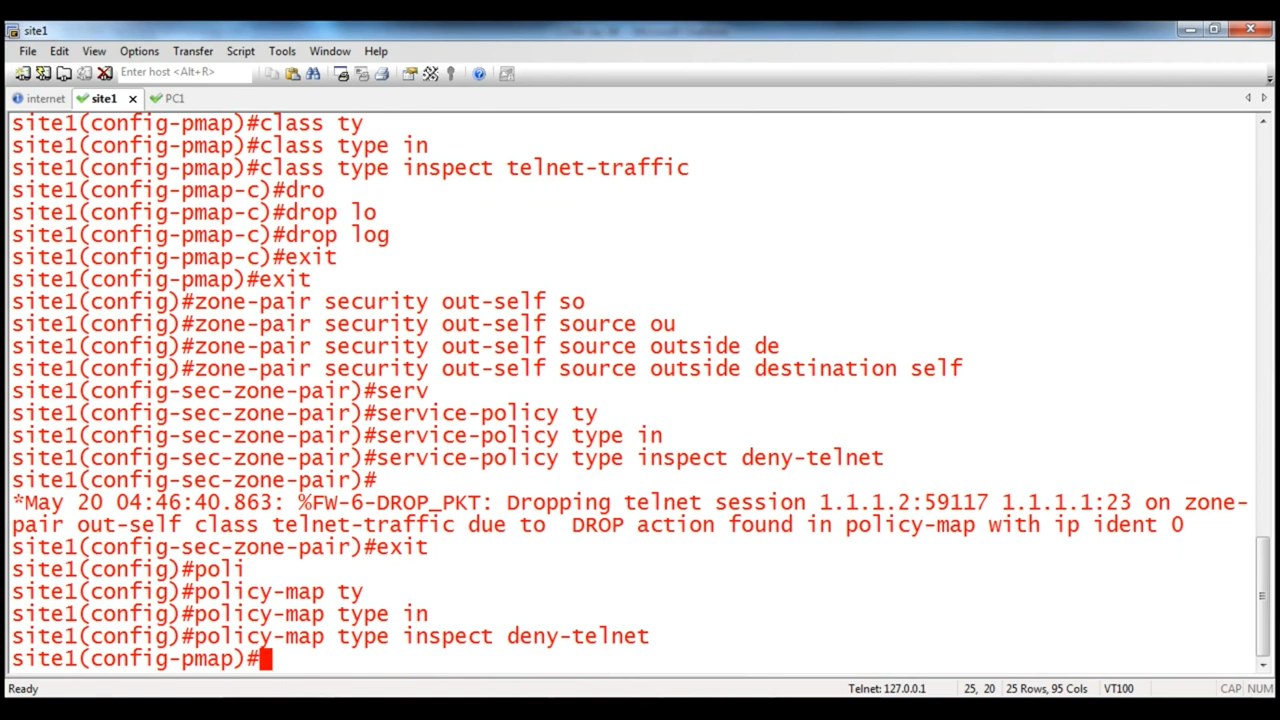 site1
File Edit View Options Transfer Script Tools Window Help
Enter host <Alt+R>
internet site1 PC1
site1(config-pmap)#class ty
site1(config-pmap)#class type in
site1(config-pmap)#class type inspect telnet-traffic
site1(config-pmap-c)#dro
site1(config-pmap-c)#drop lo
site1(config-pmap-c)#drop log
site1(config-pmap-c)#exit
site1(config-pmap)#exit
site1(config)#zone-pair security out-self so
site1(config)#zone-pair security out-self source ou
site1(config)#zone-pair security out-self source outside de
site1(config)#zone-pair security out-self source outside destination self
site1(config-sec-zone-pair)#serv
site1(config-sec-zone-pair)#service-policy ty
site1(config-sec-zone-pair)#service-policy type in
site1(config-sec-zone-pair)#service-policy type inspect deny-telnet
site1(config-sec-zone-pair)#
*May 20 04:46:40.863: %FW-6-DROP_PKT: Dropping telnet session 1.1.1.2:59117 1.1.1.1:23 on zone-
pair out-self class telnet-traffic due to  DROP action found in policy-map with ip ident 0
site1(config-sec-zone-pair)#exit
site1(config)#poli
site1(config)#policy-map ty
site1(config)#policy-map type in
site1(config)#policy-map type inspect deny-telnet
site1(config-pmap)#
Ready Telnet: 127.0.0.1 25, 20 25 Rows, 95 Cols VT100 CAP NUM